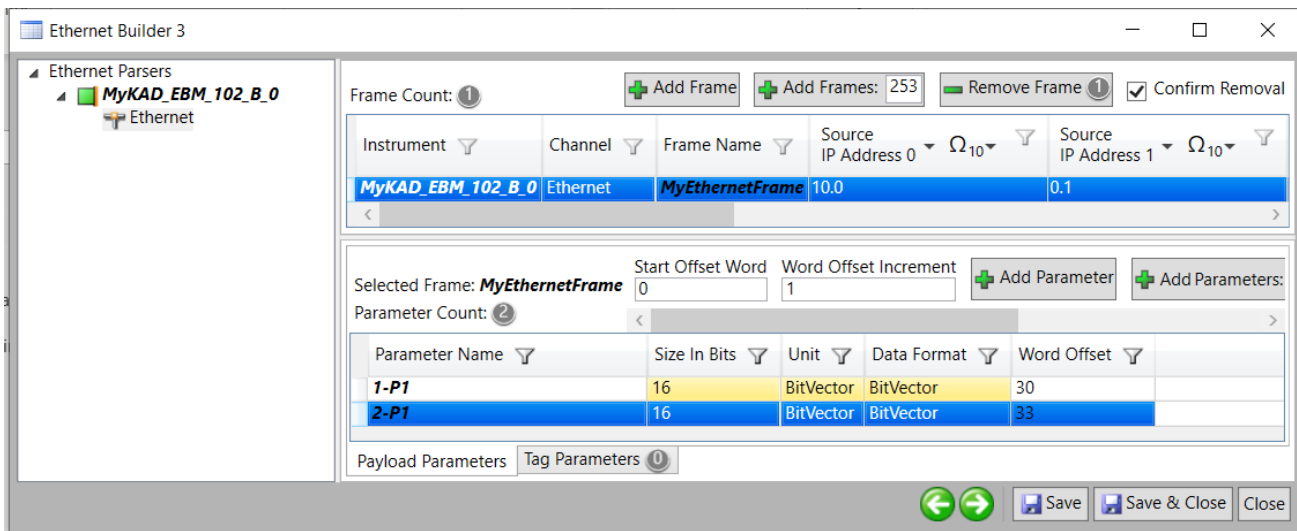 Ethernet Builder 3
Ethernet Parsers
MyKAD_EBM_102_B_0
Ethernet
Frame Count: 1
Add Frame
Add Frames: 253
Remove Frame 1
Confirm Removal
Instrument Channel Frame Name Source IP Address 0 Ω10 Source IP Address 1 Ω10
MyKAD_EBM_102_B_0 Ethernet MyEthernetFrame 10.0 0.1
Selected Frame: MyEthernetFrame
Start Offset Word
0
Word Offset Increment
1
Add Parameter
Add Parameters:
Parameter Count: 2
Parameter Name Size In Bits Unit Data Format Word Offset
1-P1 16 BitVector BitVector 30
2-P1 16 BitVector BitVector 33
Payload Parameters Tag Parameters 0
Save Save & Close Close